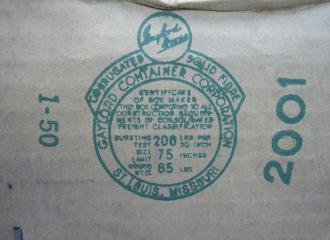 Gaylord
Boxes
CORRUGATED SOLID FIBRE
GAYLORD CONTAINER CORPORATION
CERTIFICATE
OF BOX MAKER
THIS BOX CONFORMS TO ALL
CONSTRUCTION REQUIRE-
MENTS OF CONSOLIDATED
FREIGHT CLASSIFICATION
BURSTING TEST 200 LBS PER SQ INCH
SIZE LIMIT 75 INCHES
GROSS WT. 85 LBS
ST. LOUIS, MISSOURI
1-50
2001